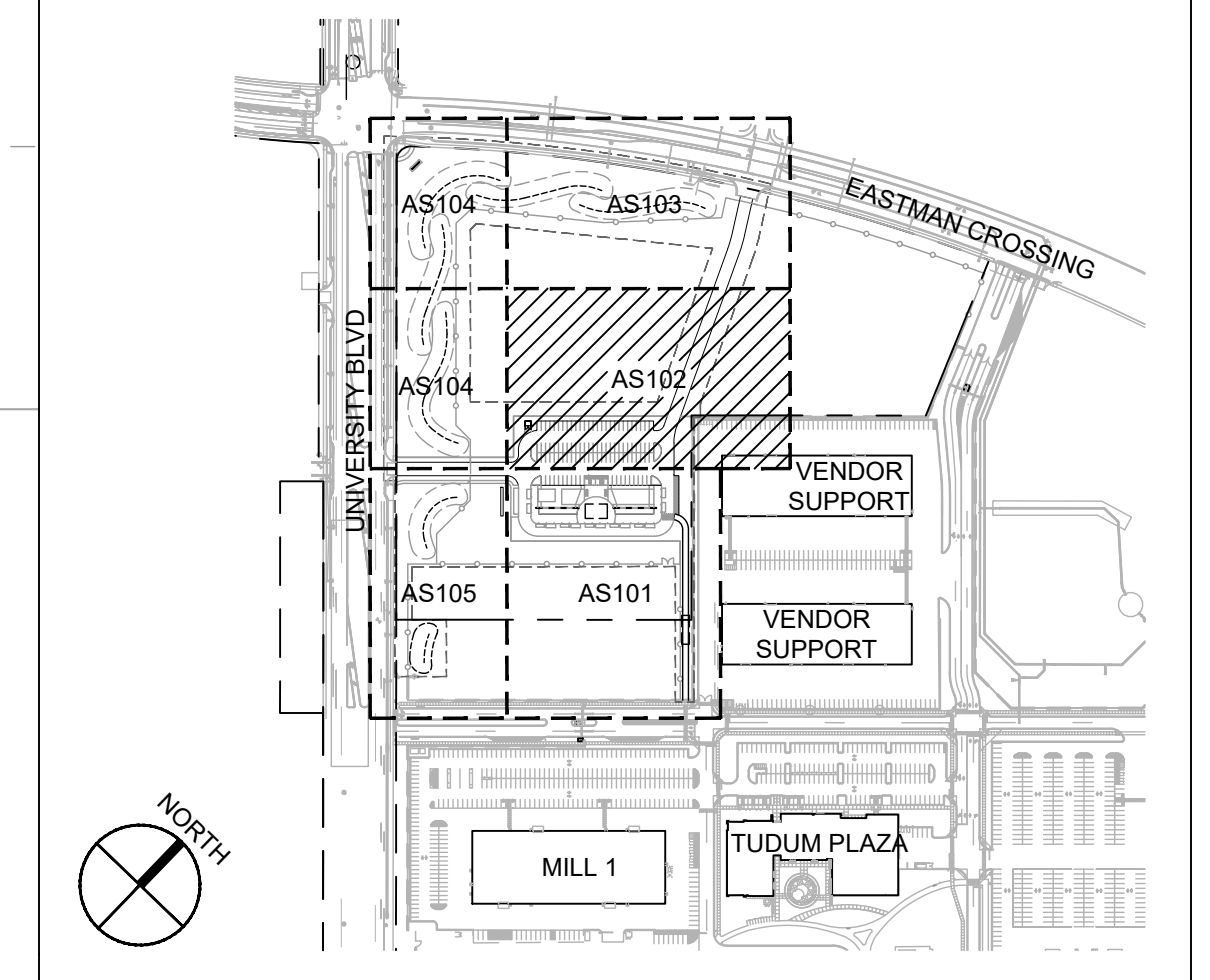 EASTMAN CROSSING
AS104
AS103
UNIVERSITY BLVD
AS104
AS102
VENDOR
SUPPORT
AS105
AS101
VENDOR
SUPPORT
NORTH
MILL 1
TUDUM PLAZA